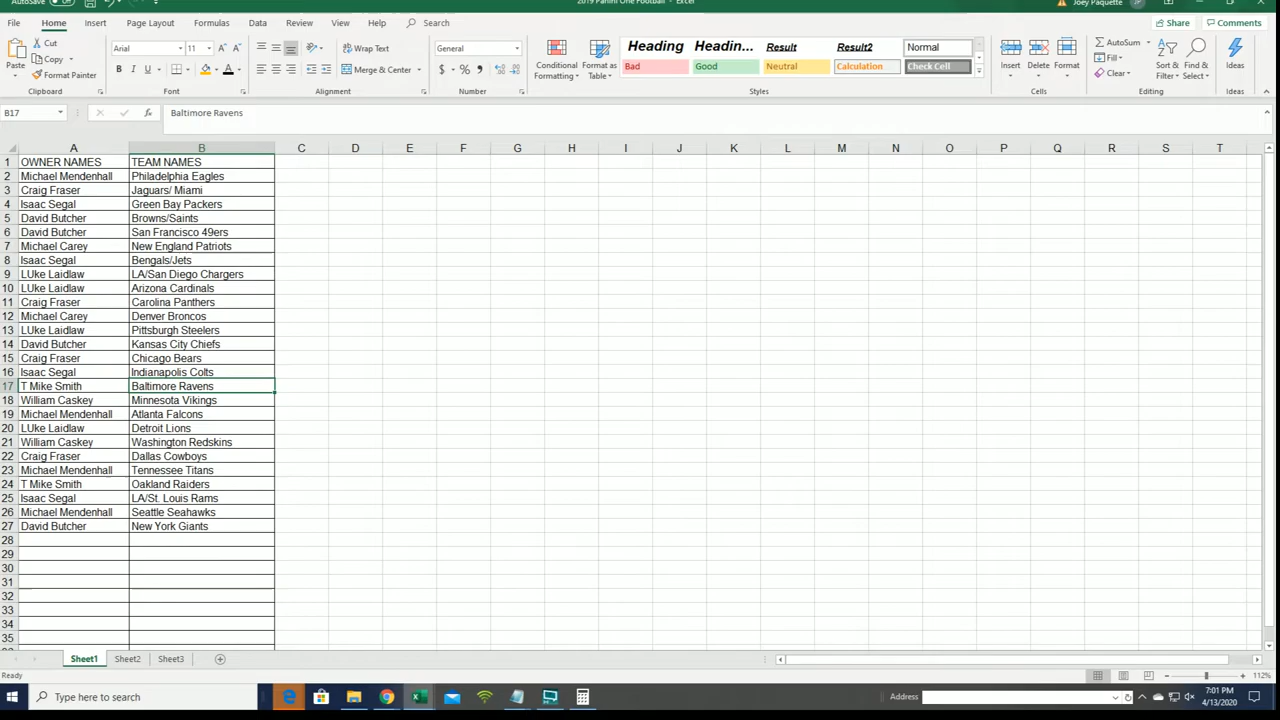 AutoSave Off 2019 Panini One Football - Excel Joey Paquette JP
File Home Insert Page Layout Formulas Data Review View Help Search Share Comments
Cut Copy Format Painter Paste Clipboard
Arial 11 A A B I U A Font
Wrap Text Merge & Center Alignment
General $ % , Number
Conditional Formatting Format as Table
Heading Headin... Result Result2 Normal
Bad Good Neutral Calculation Check Cell
Styles
Insert Delete Format Cells
AutoSum Fill Clear Sort & Filter Find & Select Editing
Ideas Ideas
B17 fx Baltimore Ravens
A B C D E F G H I J K L M N O P Q R S T
1 OWNER NAMES TEAM NAMES
2 Michael Mendenhall Philadelphia Eagles
3 Craig Fraser Jaguars/ Miami
4 Isaac Segal Green Bay Packers
5 David Butcher Browns/Saints
6 David Butcher San Francisco 49ers
7 Michael Carey New England Patriots
8 Isaac Segal Bengals/Jets
9 LUke Laidlaw LA/San Diego Chargers
10 LUke Laidlaw Arizona Cardinals
11 Craig Fraser Carolina Panthers
12 Michael Carey Denver Broncos
13 LUke Laidlaw Pittsburgh Steelers
14 David Butcher Kansas City Chiefs
15 Craig Fraser Chicago Bears
16 Isaac Segal Indianapolis Colts
17 T Mike Smith Baltimore Ravens
18 William Caskey Minnesota Vikings
19 Michael Mendenhall Atlanta Falcons
20 LUke Laidlaw Detroit Lions
21 William Caskey Washington Redskins
22 Craig Fraser Dallas Cowboys
23 Michael Mendenhall Tennessee Titans
24 T Mike Smith Oakland Raiders
25 Isaac Segal LA/St. Louis Rams
26 Michael Mendenhall Seattle Seahawks
27 David Butcher New York Giants
28
29
30
31
32
33
34
35
Sheet1 Sheet2 Sheet3
Ready 112%
Type here to search Address 7:01 PM
4/13/2020